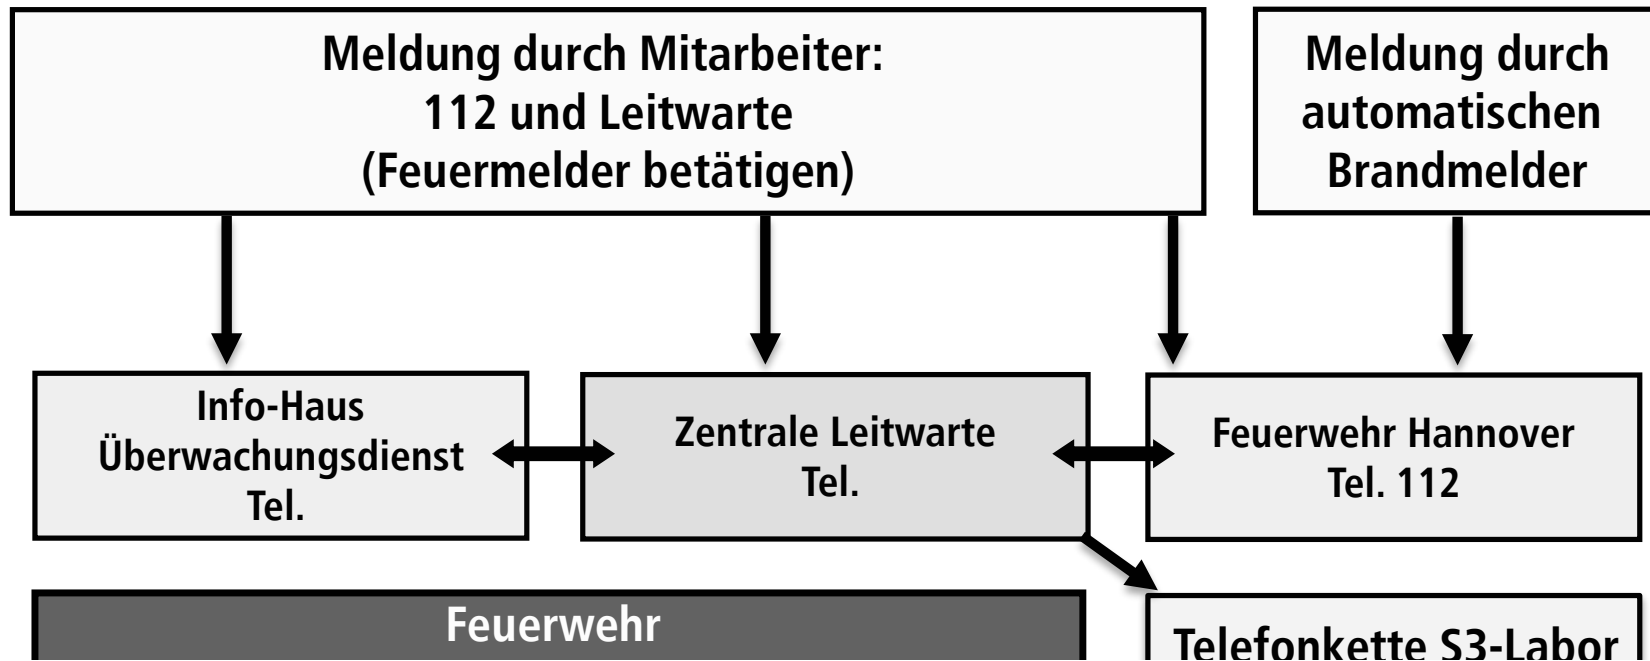 Meldung durch Mitarbeiter:
112 und Leitwarte
(Feuermelder betätigen)
Meldung durch
automatischen
Brandmelder
Info-Haus
Überwachungsdienst
Tel.
Zentrale Leitwarte
Tel.
Feuerwehr Hannover
Tel. 112
Feuerwehr
Telefonkette S3-Labor